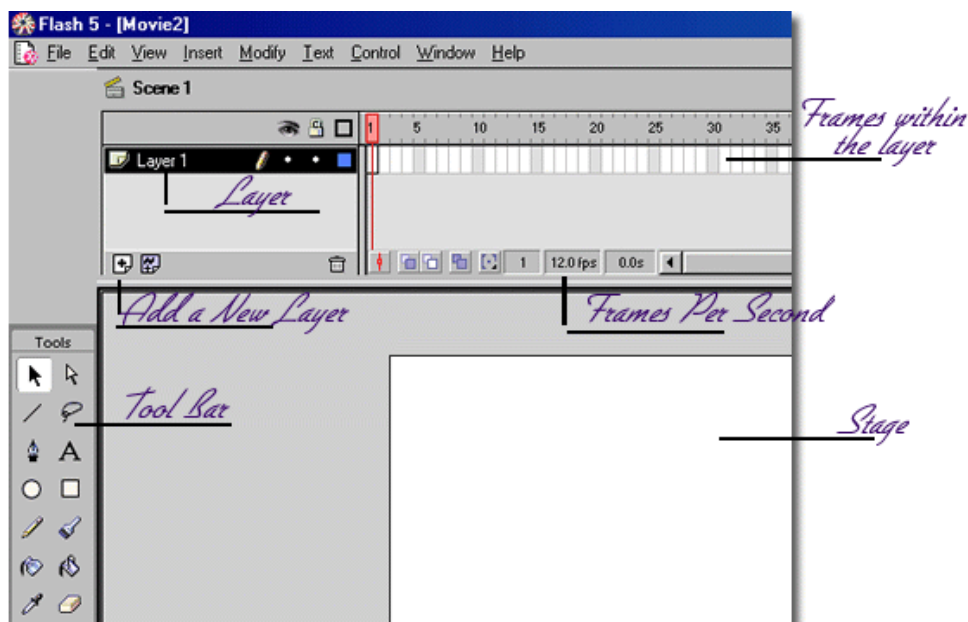 Flash 5 - [Movie2]
File Edit View Insert Modify Text Control Window Help
Scene 1
1 5 10 15 20 25 30 35
Frames within
the layer
Layer 1
Layer
1 12.0 fps 0.0s
Add a New Layer
Frames Per Second
Tools
Tool Bar
A
Stage